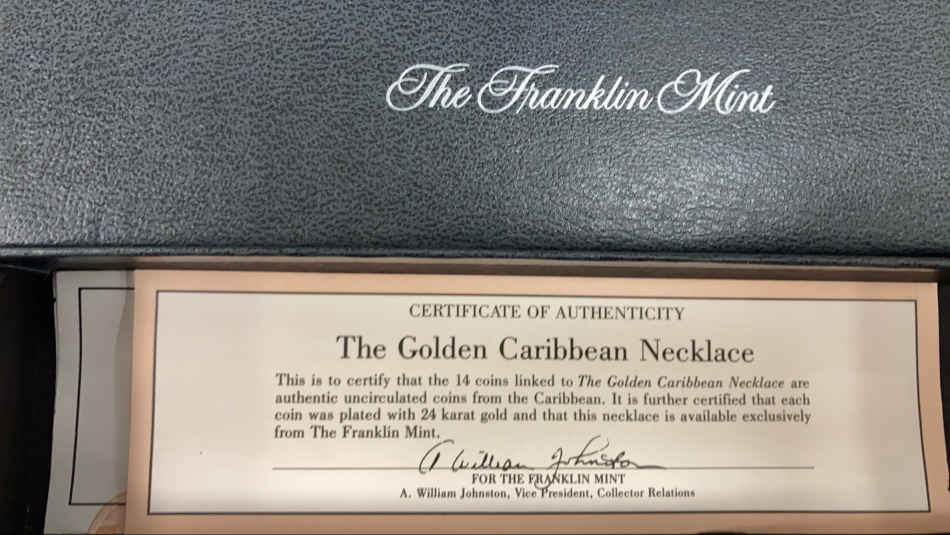 The Franklin Mint
CERTIFICATE OF AUTHENTICITY
The Golden Caribbean Necklace
This is to certify that the 14 coins linked to The Golden Caribbean Necklace are
authentic uncirculated coins from the Caribbean. It is further certified that each
coin was plated with 24 karat gold and that this necklace is available exclusively
from The Franklin Mint.
A William Johnston
FOR THE FRANKLIN MINT
A. William Johnston, Vice President, Collector Relations